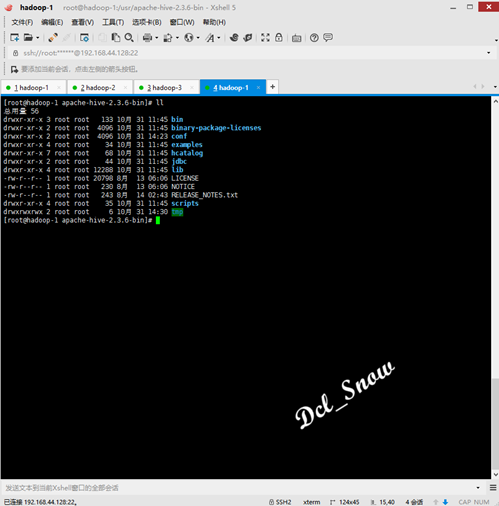 hadoop-1 root@hadoop-1:/usr/apache-hive-2.3.6-bin - Xshell 5
文件(F) 编辑(E) 查看(V) 工具(T) 选项卡(B) 窗口(W) 帮助(H)
ssh://root:******@192.168.44.128:22
要添加当前会话，点击左侧的箭头按钮。
1 hadoop-1 2 hadoop-2 3 hadoop-3 4 hadoop-1
[root@hadoop-1 apache-hive-2.3.6-bin]# ll
总用量 56
drwxr-xr-x 3 root root 133 10月 31 11:45 bin
drwxr-xr-x 2 root root 4096 10月 31 11:45 binary-package-licenses
drwxr-xr-x 2 root root 4096 10月 31 14:23 conf
drwxr-xr-x 4 root root 34 10月 31 11:45 examples
drwxr-xr-x 7 root root 68 10月 31 11:45 hcatalog
drwxr-xr-x 2 root root 44 10月 31 11:45 jdbc
drwxr-xr-x 4 root root 12288 10月 31 11:45 lib
-rw-r--r-- 1 root root 20798 8月 13 06:06 LICENSE
-rw-r--r-- 1 root root 230 8月 13 06:06 NOTICE
-rw-r--r-- 1 root root 243 8月 14 02:43 RELEASE_NOTES.txt
drwxr-xr-x 4 root root 35 10月 31 11:45 scripts
drwxrwxrwx 2 root root 6 10月 31 14:30 tmp
[root@hadoop-1 apache-hive-2.3.6-bin]#
Dcl_Snow
发送文本到当前Xshell窗口的全部会话
已连接 192.168.44.128:22。 SSH2 xterm 124x45 15,40 4 会话 CAP NUM